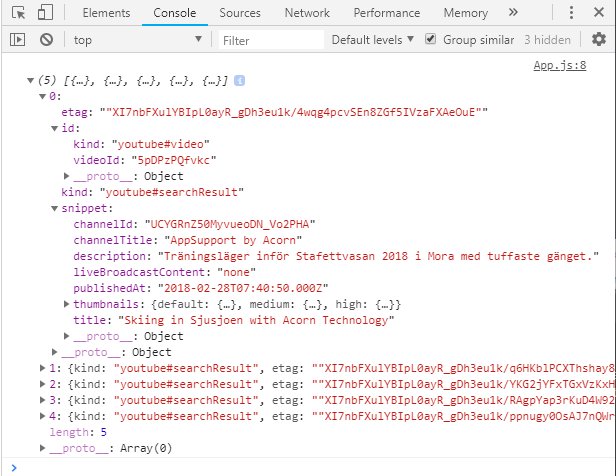 Elements Console Sources Network Performance Memory »
top Filter Default levels Group similar 3 hidden
App.js:8
(5) [{…}, {…}, {…}, {…}, {…}] i
0:
etag: ""XI7nbFXulYBIpL0ayR_gDh3eu1k/4wqg4pcvSEn8ZGf5IVzaFXAeOuE""
id:
kind: "youtube#video"
videoId: "5pDPzPQfvkc"
__proto__: Object
kind: "youtube#searchResult"
snippet:
channelId: "UCYGRnZ50MyvueoDN_Vo2PHA"
channelTitle: "AppSupport by Acorn"
description: "Träningsläger inför Stafettvasan 2018 i Mora med tuffaste gänget."
liveBroadcastContent: "none"
publishedAt: "2018-02-28T07:40:50.000Z"
thumbnails: {default: {…}, medium: {…}, high: {…}}
title: "Skiing in Sjusjoen with Acorn Technology"
__proto__: Object
__proto__: Object
1: {kind: "youtube#searchResult", etag: ""XI7nbFXulYBIpL0ayR_gDh3eu1k/q6HKb1PCXThshay8
2: {kind: "youtube#searchResult", etag: ""XI7nbFXulYBIpL0ayR_gDh3eu1k/YKG2jYFxTGxVzKxH
3: {kind: "youtube#searchResult", etag: ""XI7nbFXulYBIpL0ayR_gDh3eu1k/RAgpYap3rKuD4W92
4: {kind: "youtube#searchResult", etag: ""XI7nbFXulYBIpL0ayR_gDh3eu1k/ppnugy0OsAJ7nQWr
length: 5
__proto__: Array(0)